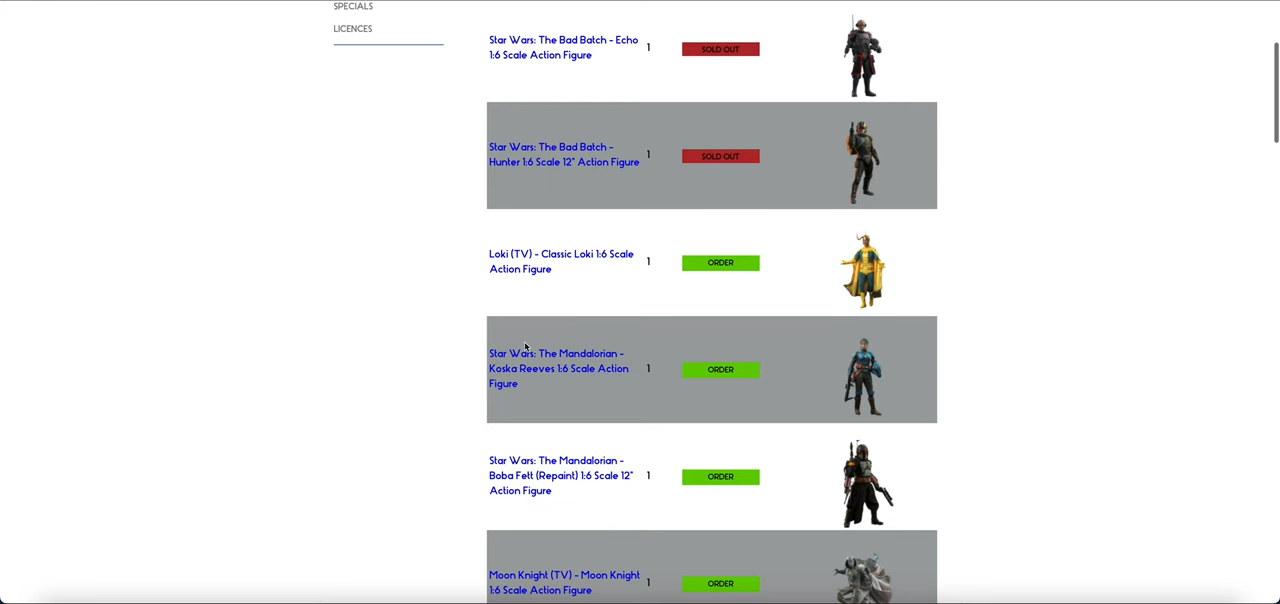 SPECIALS
LICENCES
Star Wars: The Bad Batch - Echo
1:6 Scale Action Figure
1
SOLD OUT
Star Wars: The Bad Batch -
Hunter 1:6 Scale 12" Action Figure
1
SOLD OUT
Loki (TV) - Classic Loki 1:6 Scale
Action Figure
1
ORDER
Star Wars: The Mandalorian -
Koska Reeves 1:6 Scale Action
Figure
1
ORDER
Star Wars: The Mandalorian -
Boba Fett (Repaint) 1:6 Scale 12"
Action Figure
1
ORDER
Moon Knight (TV) - Moon Knight
1:6 Scale Action Figure
1
ORDER